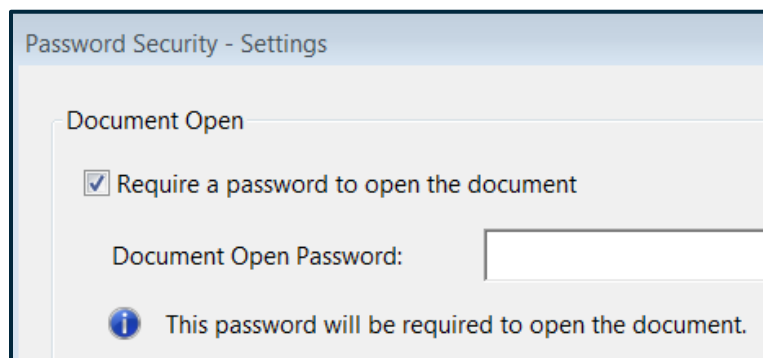 Password Security - Settings
Document Open
Require a password to open the document
Document Open Password:
This password will be required to open the document.